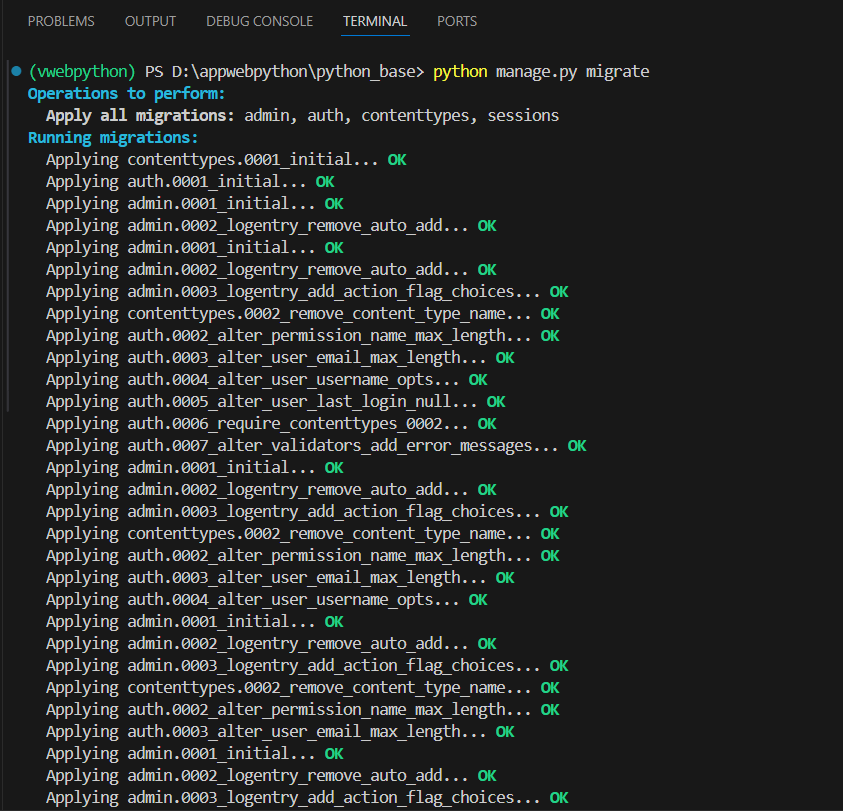 PROBLEMS OUTPUT DEBUG CONSOLE TERMINAL PORTS
(vwebpython) PS D:\appwebpython\python_base> python manage.py migrate
Operations to perform:
Apply all migrations: admin, auth, contenttypes, sessions
Running migrations:
Applying contenttypes.0001_initial... OK
Applying auth.0001_initial... OK
Applying admin.0001_initial... OK
Applying admin.0002_logentry_remove_auto_add... OK
Applying admin.0001_initial... OK
Applying admin.0002_logentry_remove_auto_add... OK
Applying admin.0003_logentry_add_action_flag_choices... OK
Applying contenttypes.0002_remove_content_type_name... OK
Applying auth.0002_alter_permission_name_max_length... OK
Applying auth.0003_alter_user_email_max_length... OK
Applying auth.0004_alter_user_username_opts... OK
Applying auth.0005_alter_user_last_login_null... OK
Applying auth.0006_require_contenttypes_0002... OK
Applying auth.0007_alter_validators_add_error_messages... OK
Applying admin.0001_initial... OK
Applying admin.0002_logentry_remove_auto_add... OK
Applying admin.0003_logentry_add_action_flag_choices... OK
Applying contenttypes.0002_remove_content_type_name... OK
Applying auth.0002_alter_permission_name_max_length... OK
Applying auth.0003_alter_user_email_max_length... OK
Applying auth.0004_alter_user_username_opts... OK
Applying admin.0001_initial... OK
Applying admin.0002_logentry_remove_auto_add... OK
Applying admin.0003_logentry_add_action_flag_choices... OK
Applying contenttypes.0002_remove_content_type_name... OK
Applying auth.0002_alter_permission_name_max_length... OK
Applying auth.0003_alter_user_email_max_length... OK
Applying admin.0001_initial... OK
Applying admin.0002_logentry_remove_auto_add... OK
Applying admin.0003_logentry_add_action_flag_choices... OK